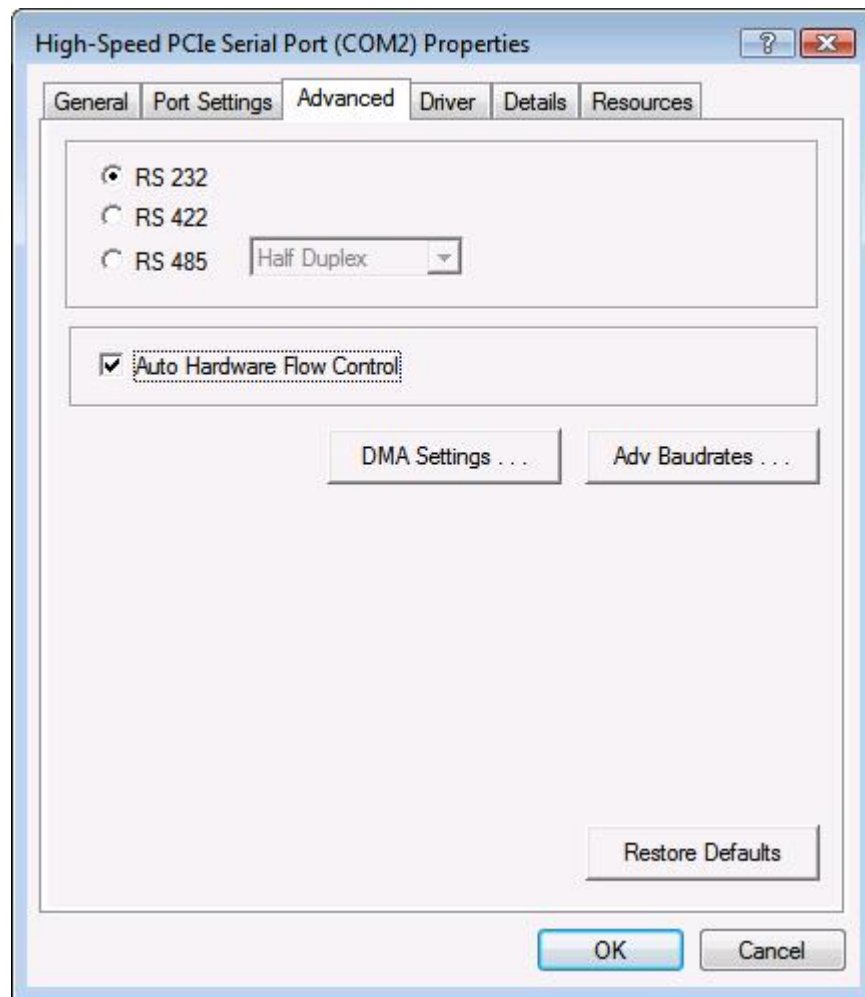 High-Speed PCIe Serial Port (COM2) Properties
General Port Settings Advanced Driver Details Resources
RS 232
RS 422
RS 485 Half Duplex
Auto Hardware Flow Control
DMA Settings . . . Adv Baudrates . . .
Restore Defaults
OK Cancel